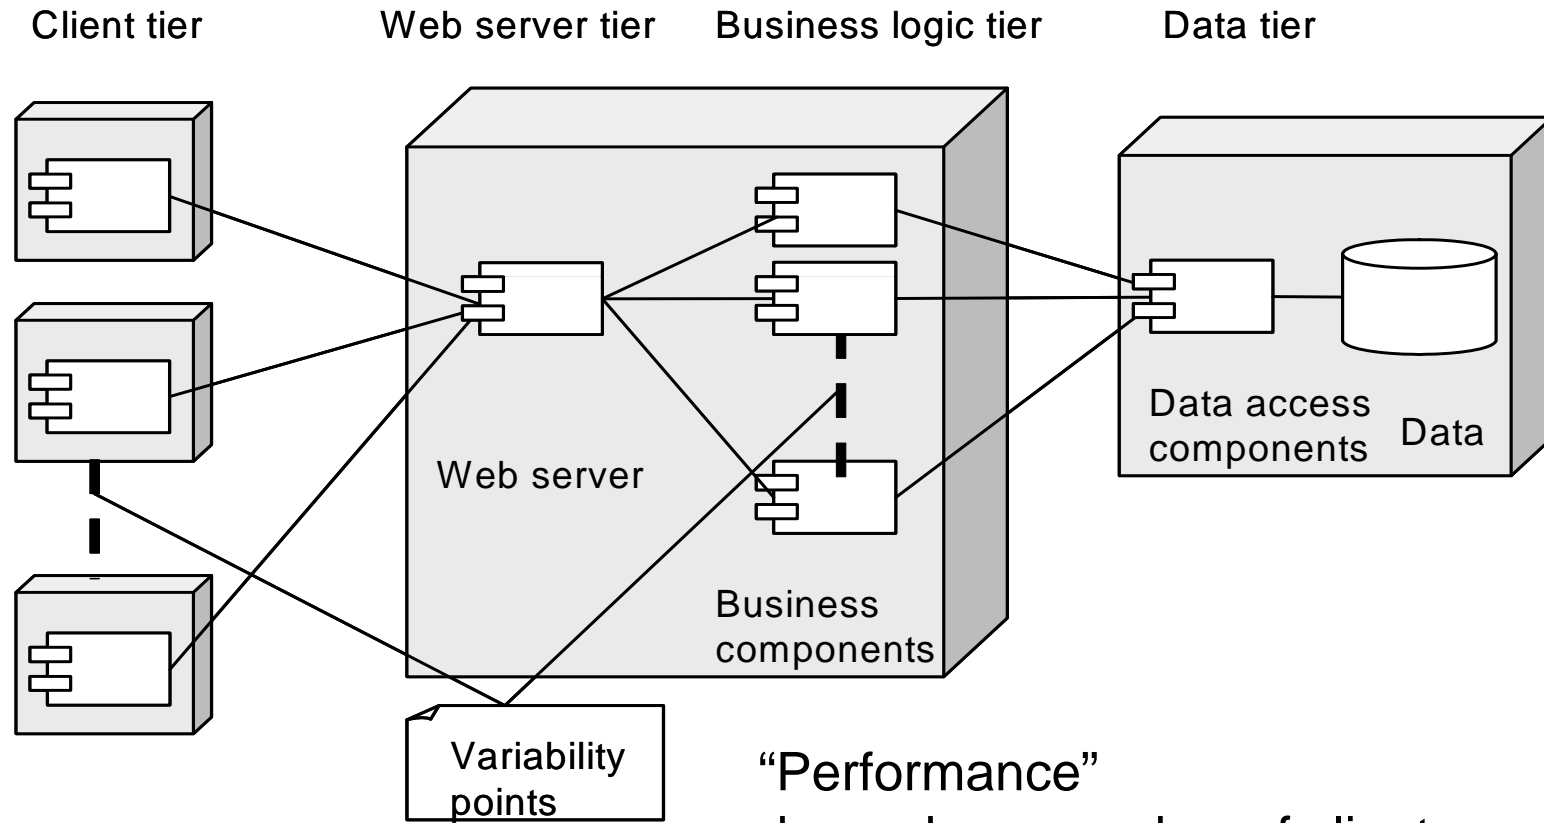 Client tier
Web server tier
Business logic tier
Data tier
Web server
Business
components
Data access
components
Data
Variability
points
“Performance”